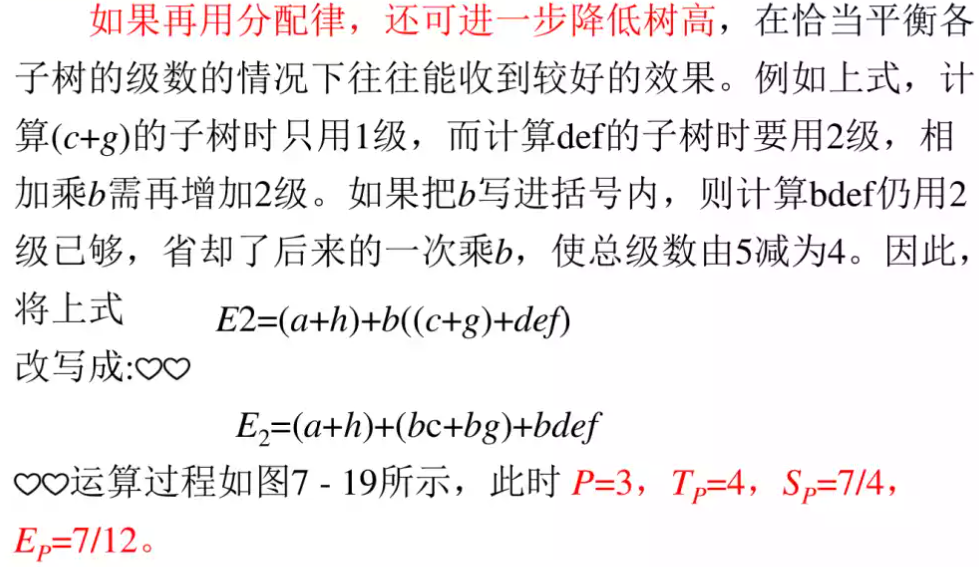 如果再用分配律，还可进一步降低树高，在恰当平衡各
子树的级数的情况下往往能收到较好的效果。例如上式，计
算(c+g)的子树时只用1级，而计算def的子树时要用2级，相
加乘b需再增加2级。如果把b写进括号内，则计算bdef仍用2
级已够，省却了后来的一次乘b，使总级数由5减为4。因此，
将上式 E2=(a+h)+b((c+g)+def)
改写成:♡♡
E₂=(a+h)+(bc+bg)+bdef
♡♡运算过程如图7 - 19所示，此时 P=3，T_P=4，S_P=7/4，
E_P=7/12。